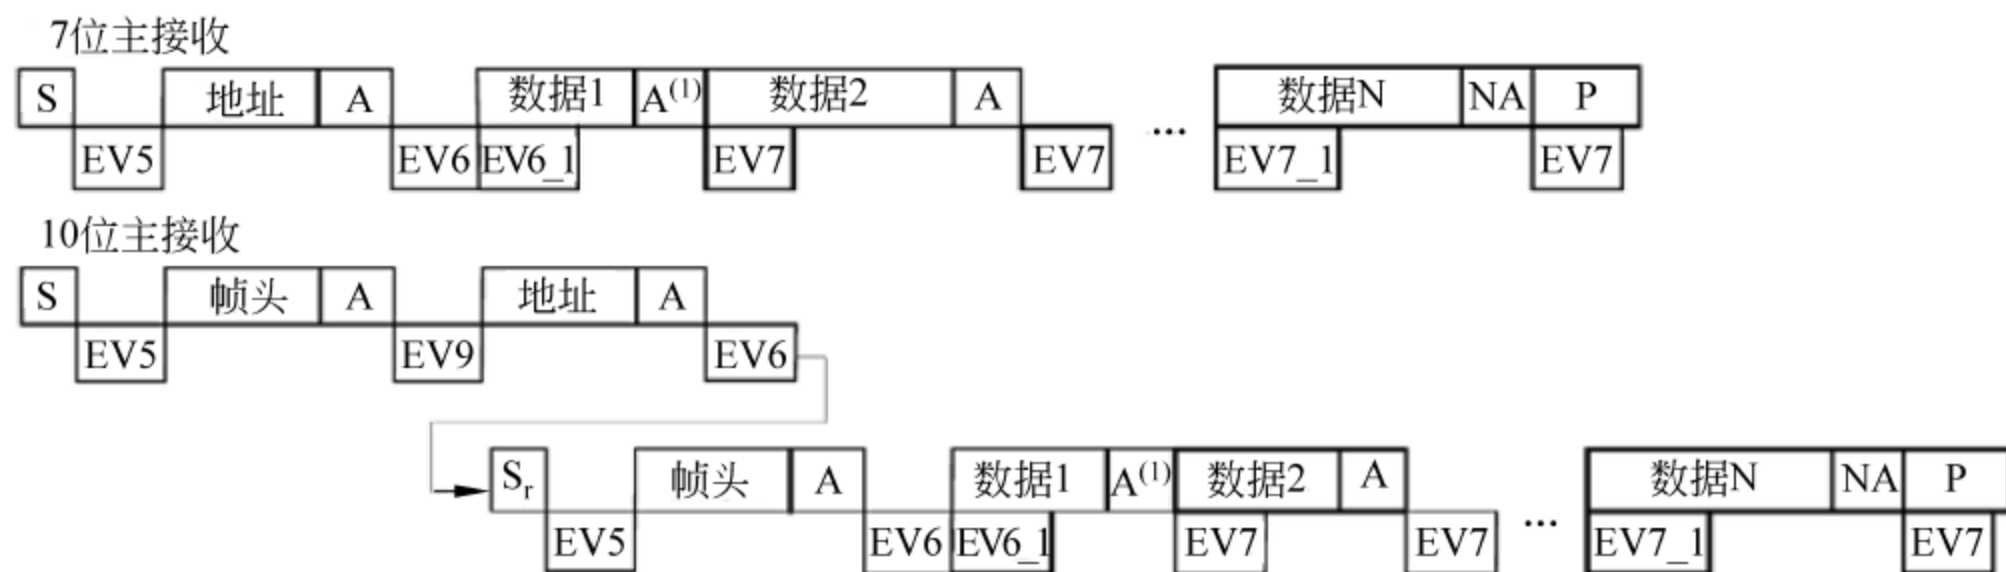 7位主接收
S 地址 A 数据1 A(1) 数据2 A ... 数据N NA P
EV5 EV6 EV6_1 EV7 EV7 EV7_1 EV7
10位主接收
S 帧头 A 地址 A
EV5 EV9 EV6
Sr 帧头 A 数据1 A(1) 数据2 A ... 数据N NA P
EV5 EV6 EV6_1 EV7 EV7 EV7_1 EV7